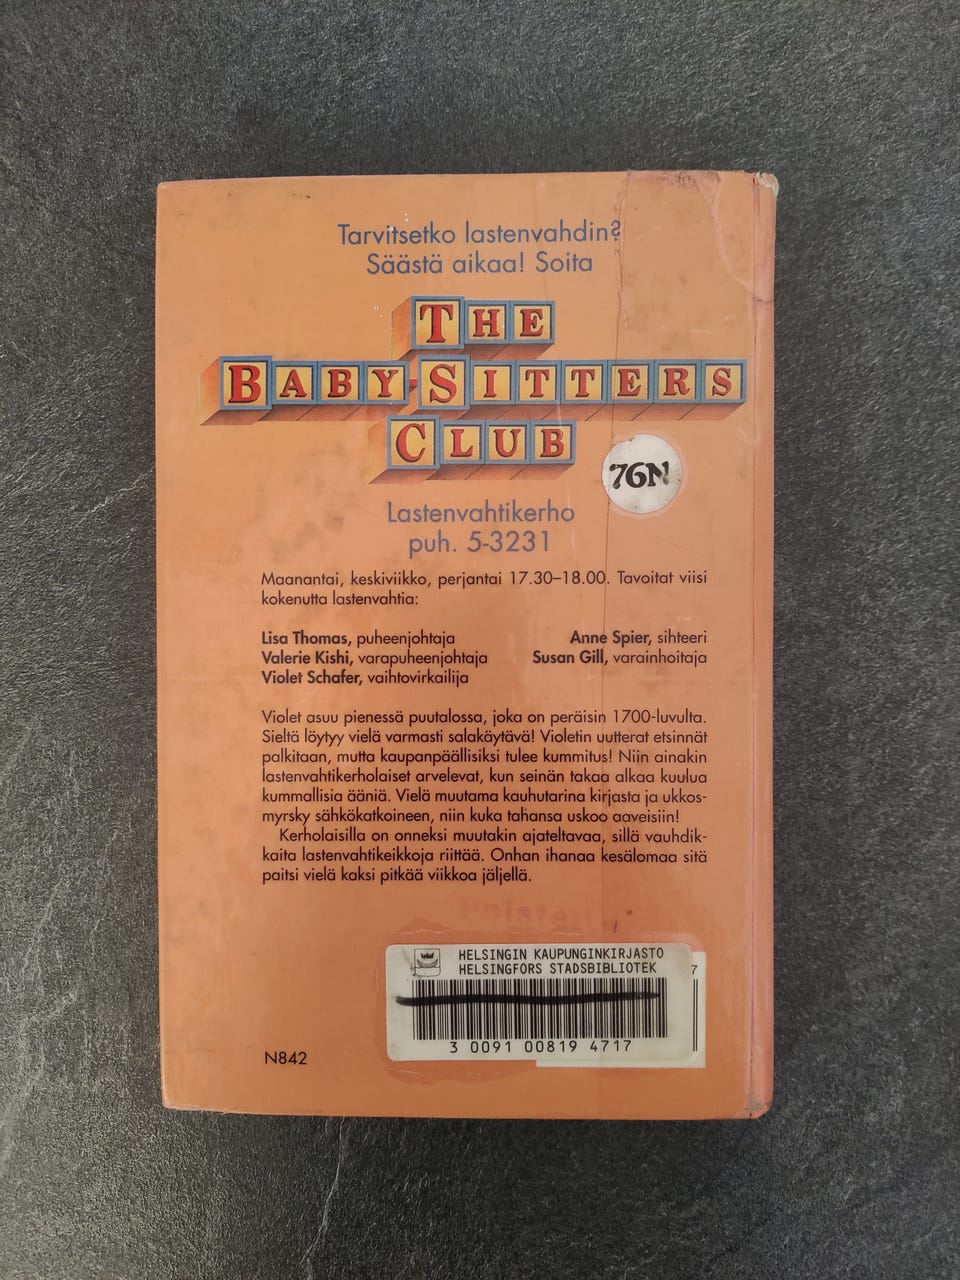 Tarvitsetko lastenvahdin?
Säästä aikaa! Soita
THE
BABY-SITTERS
CLUB
76N
Lastenvahtikerho
puh. 5-3231
Maanantai, keskiviikko, perjantai 17.30–18.00. Tavoitat viisi
kokenutta lastenvahtia:
Lisa Thomas, puheenjohtaja
Anne Spier, sihteeri
Valerie Kishi, varapuheenjohtaja
Susan Gill, varainhoitaja
Violet Schafer, vaihtovirkailija
Violet asuu pienessä puutalossa, joka on peräisin 1700-luvulta.
Sieltä löytyy vielä varmasti salakäytävä! Violetin uutterat etsinnät
palkitaan, mutta kaupanpäällisiksi tulee kummitus! Niin ainakin
lastenvahtikerholaiset arvelevat, kun seinän takaa alkaa kuulua
kummallisia ääniä. Vielä muutama kauhutarina kirjasta ja ukkos-
myrsky sähkökatkoineen, niin kuka tahansa uskoo aaveisiin!
Kerholaisilla on onneksi muutakin ajateltavaa, sillä vauhdik-
kaita lastenvahtikeikkoja riittää. Onhan ihanaa kesälomaa sitä
paitsi vielä kaksi pitkää viikkoa jäljellä.
HELSINGIN KAUPUNGINKIRJASTO
HELSINGFORS STADSBIBLIOTEK
7
3 0091 00819 4717
N842